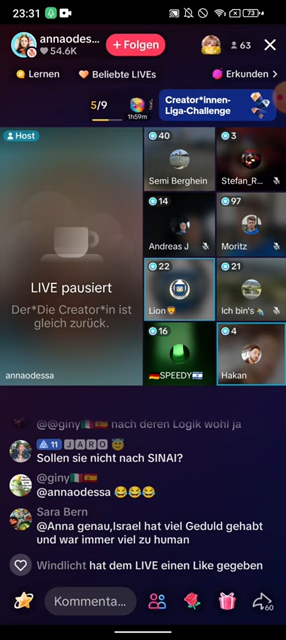 23:31
73%
annaodes...
54.6K
+ Folgen
63
Lernen
Beliebte LIVEs
Erkunden
5/9
1h59m
Creator*innen-
Liga-Challenge
Host
LIVE pausiert
Der*Die Creator*in ist
gleich zurück.
annaodessa
40
Semi Berghein
3
Stefan_R...
14
Andreas J
97
Moritz
22
Lion🦁
21
Ich bin's
16
🇩🇪SPEEDY🇮🇱
4
Hakan
@@giny🇮🇹🇪🇸 nach deren Logik wohl ja
11 JARO 😇
Sollen sie nicht nach SINAI?
@giny🇮🇹🇪🇸
@annaodessa 😂😂😂
Sara Bern
@Anna genau,Israel hat viel Geduld gehabt
und war immer viel zu human
Windlicht hat dem LIVE einen Like gegeben
Kommenta...
60